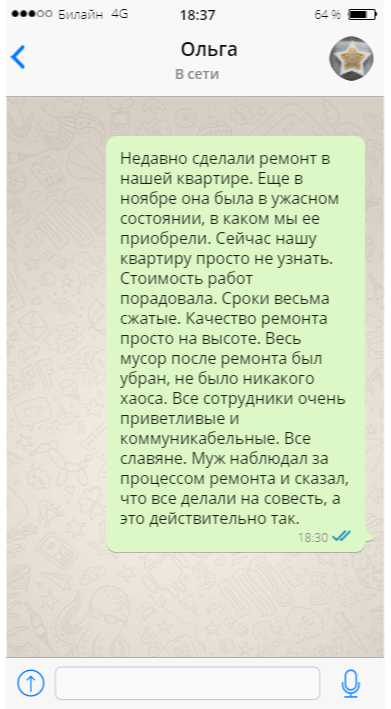 Билайн 4G 18:37 64 %
Ольга
В сети
Недавно сделали ремонт в
нашей квартире. Еще в
ноябре она была в ужасном
состоянии, в каком мы ее
приобрели. Сейчас нашу
квартиру просто не узнать.
Стоимость работ
порадовала. Сроки весьма
сжатые. Качество ремонта
просто на высоте. Весь
мусор после ремонта был
убран, не было никакого
хаоса. Все сотрудники очень
приветливые и
коммуникабельные. Все
славяне. Муж наблюдал за
процессом ремонта и сказал,
что все делали на совесть, а
это действительно так.
18:30